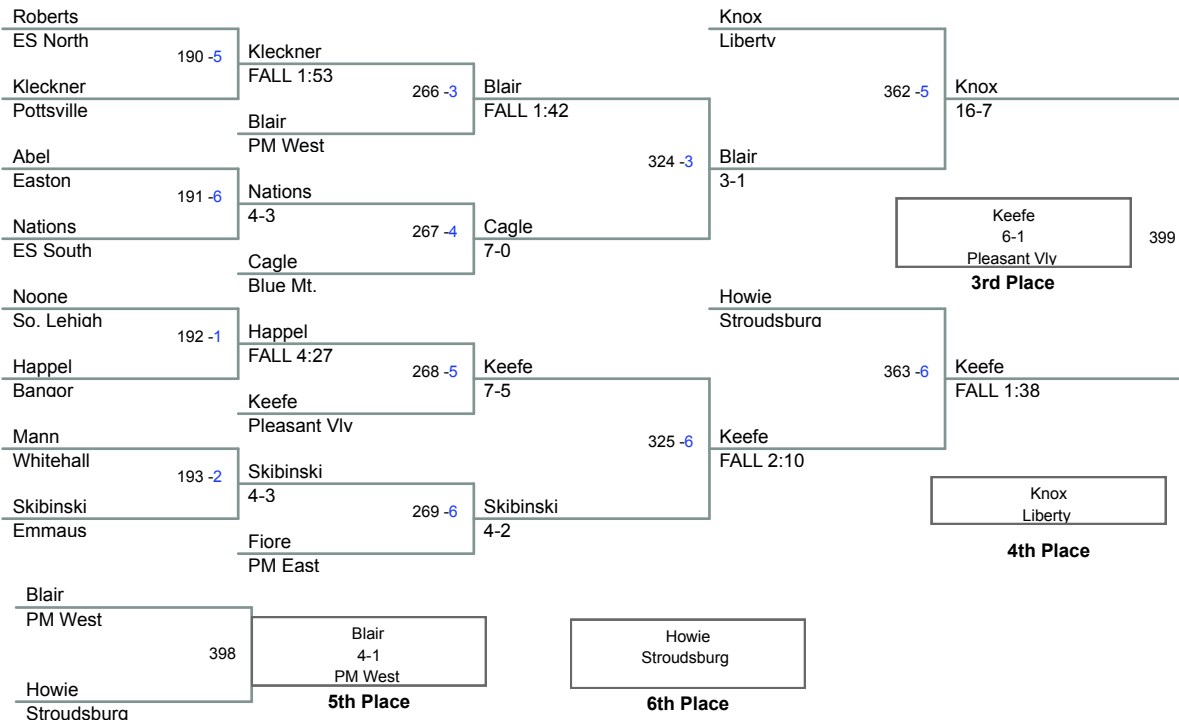 Roberts
ES North
190 -5
Kleckner
Pottsville
Kleckner
FALL 1:53
266 -3
Blair
PM West
Abel
Easton
191 -6
Nations
ES South
Nations
4-3
267 -4
Cagle
Blue Mt.
Blair
FALL 1:42
324 -3
Cagle
7-0
Noone
So. Lehigh
192 -1
Happel
Bangor
Happel
FALL 4:27
268 -5
Keefe
Pleasant Vly
Mann
Whitehall
193 -2
Skibinski
Emmaus
Skibinski
4-3
269 -6
Fiore
PM East
Keefe
7-5
325 -6
Skibinski
4-2
Knox
Liberty
362 -5
Blair
3-1
Knox
16-7
Keefe
6-1
Pleasant Vly
399
3rd Place
Howie
Stroudsburg
363 -6
Keefe
FALL 2:10
Keefe
FALL 1:38
Knox
Liberty
4th Place
Blair
PM West
398
Howie
Stroudsburg
Blair
4-1
PM West
5th Place
Howie
Stroudsburg
6th Place